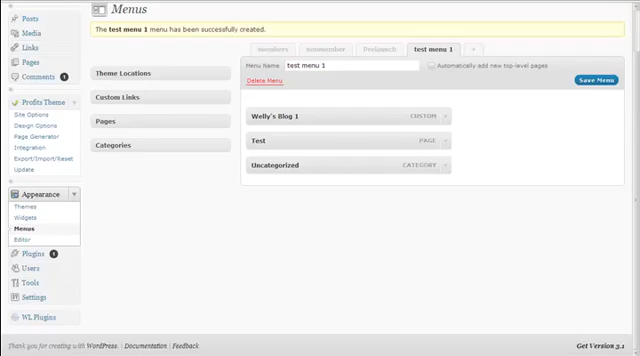 Menus
The test menu 1 menu has been successfully created.
Posts
Media
Links
Pages
Comments 1
Profits Theme
Site Options
Design Options
Page Generator
Integration
Export/Import/Reset
Update
Appearance
Themes
Widgets
Menus
Editor
Plugins 1
Users
Tools
Settings
WL Plugins
Theme Locations
Custom Links
Pages
Categories
members nonmember Prelaunch test menu 1 +
Menu Name test menu 1 Automatically add new top-level pages
Delete Menu Save Menu
Welly's Blog 1 CUSTOM
Test PAGE
Uncategorized CATEGORY
Thank you for creating with WordPress. | Documentation | Feedback Get Version 3.1